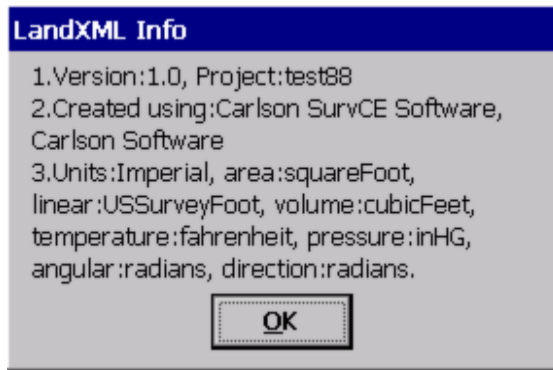 LandXML Info
1.Version:1.0, Project:test88
2.Created using:Carlson SurvCE Software,
Carlson Software
3.Units:Imperial, area:squareFoot,
linear:USSurveyFoot, volume:cubicFeet,
temperature:fahrenheit, pressure:inHG,
angular:radians, direction:radians.
OK